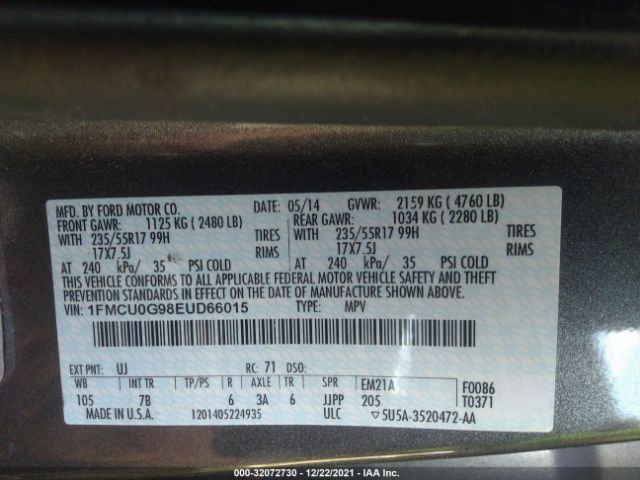 MFD. BY FORD MOTOR CO. DATE: 05/14 GVWR: 2159 KG ( 4760 LB)
FRONT GAWR: 1125 KG ( 2480 LB) REAR GAWR: 1034 KG ( 2280 LB)
WITH 235/55R17 99H TIRES WITH 235/55R17 99H TIRES
17X7.5J RIMS 17X7.5J RIMS
AT 240 kPa/ 35 PSI COLD AT 240 kPa/ 35 PSI COLD
THIS VEHICLE CONFORMS TO ALL APPLICABLE FEDERAL MOTOR VEHICLE SAFETY AND THEFT
PREVENTION STANDARDS IN EFFECT ON THE DATE OF MANUFACTURE SHOWN ABOVE.
VIN: 1FMCU0G98EUD66015 TYPE: MPV
EXT PNT: UJ RC: 71 DSO:
WB INT TR TP/PS R AXLE TR SPR EM21A F0086
105 7B 6 3A 6 JJPP 205 T0371
MADE IN U.S.A. 1201405224935 ULC ▽5U5A-3520472-AA
000-32072730 - 12/22/2021 - IAA Inc.